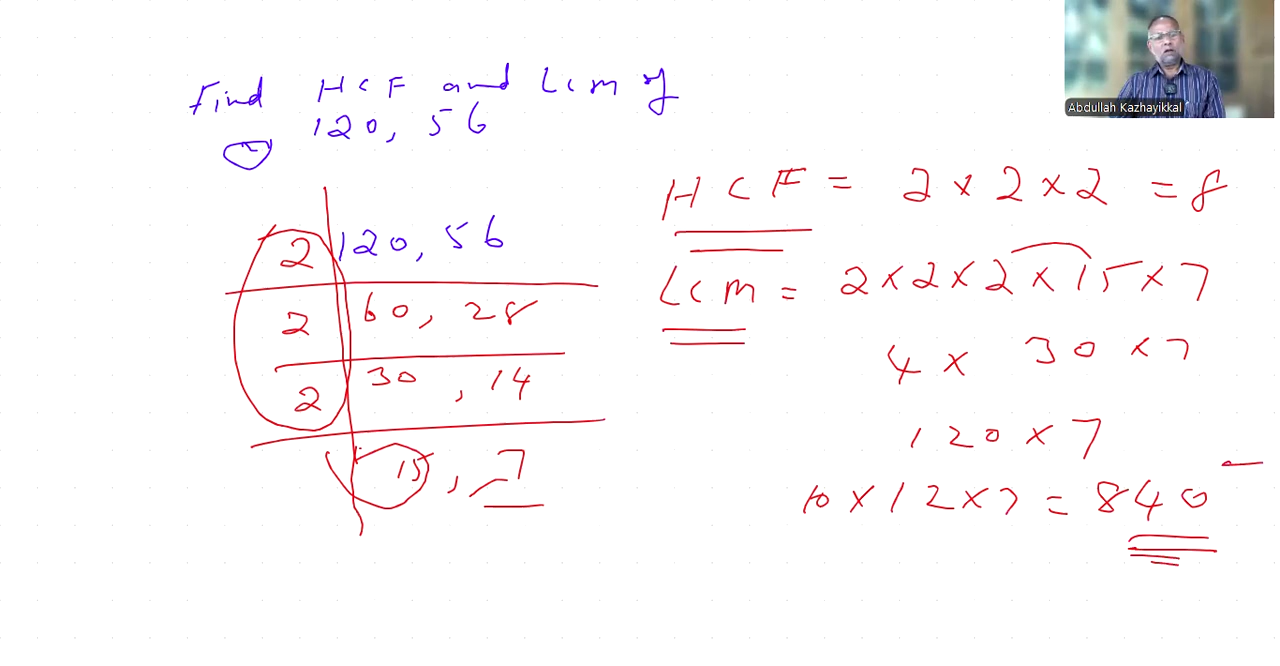 Find HCF and LCM of
120, 56
2 120, 56
2 60, 28
2 30, 14
15, 7
HCF = 2 × 2 × 2 = 8
LCM = 2 × 2 × 2 × 15 × 7
4 × 30 × 7
120 × 7
10 × 12 × 7 = 840
Abdullah Kazhayikkal